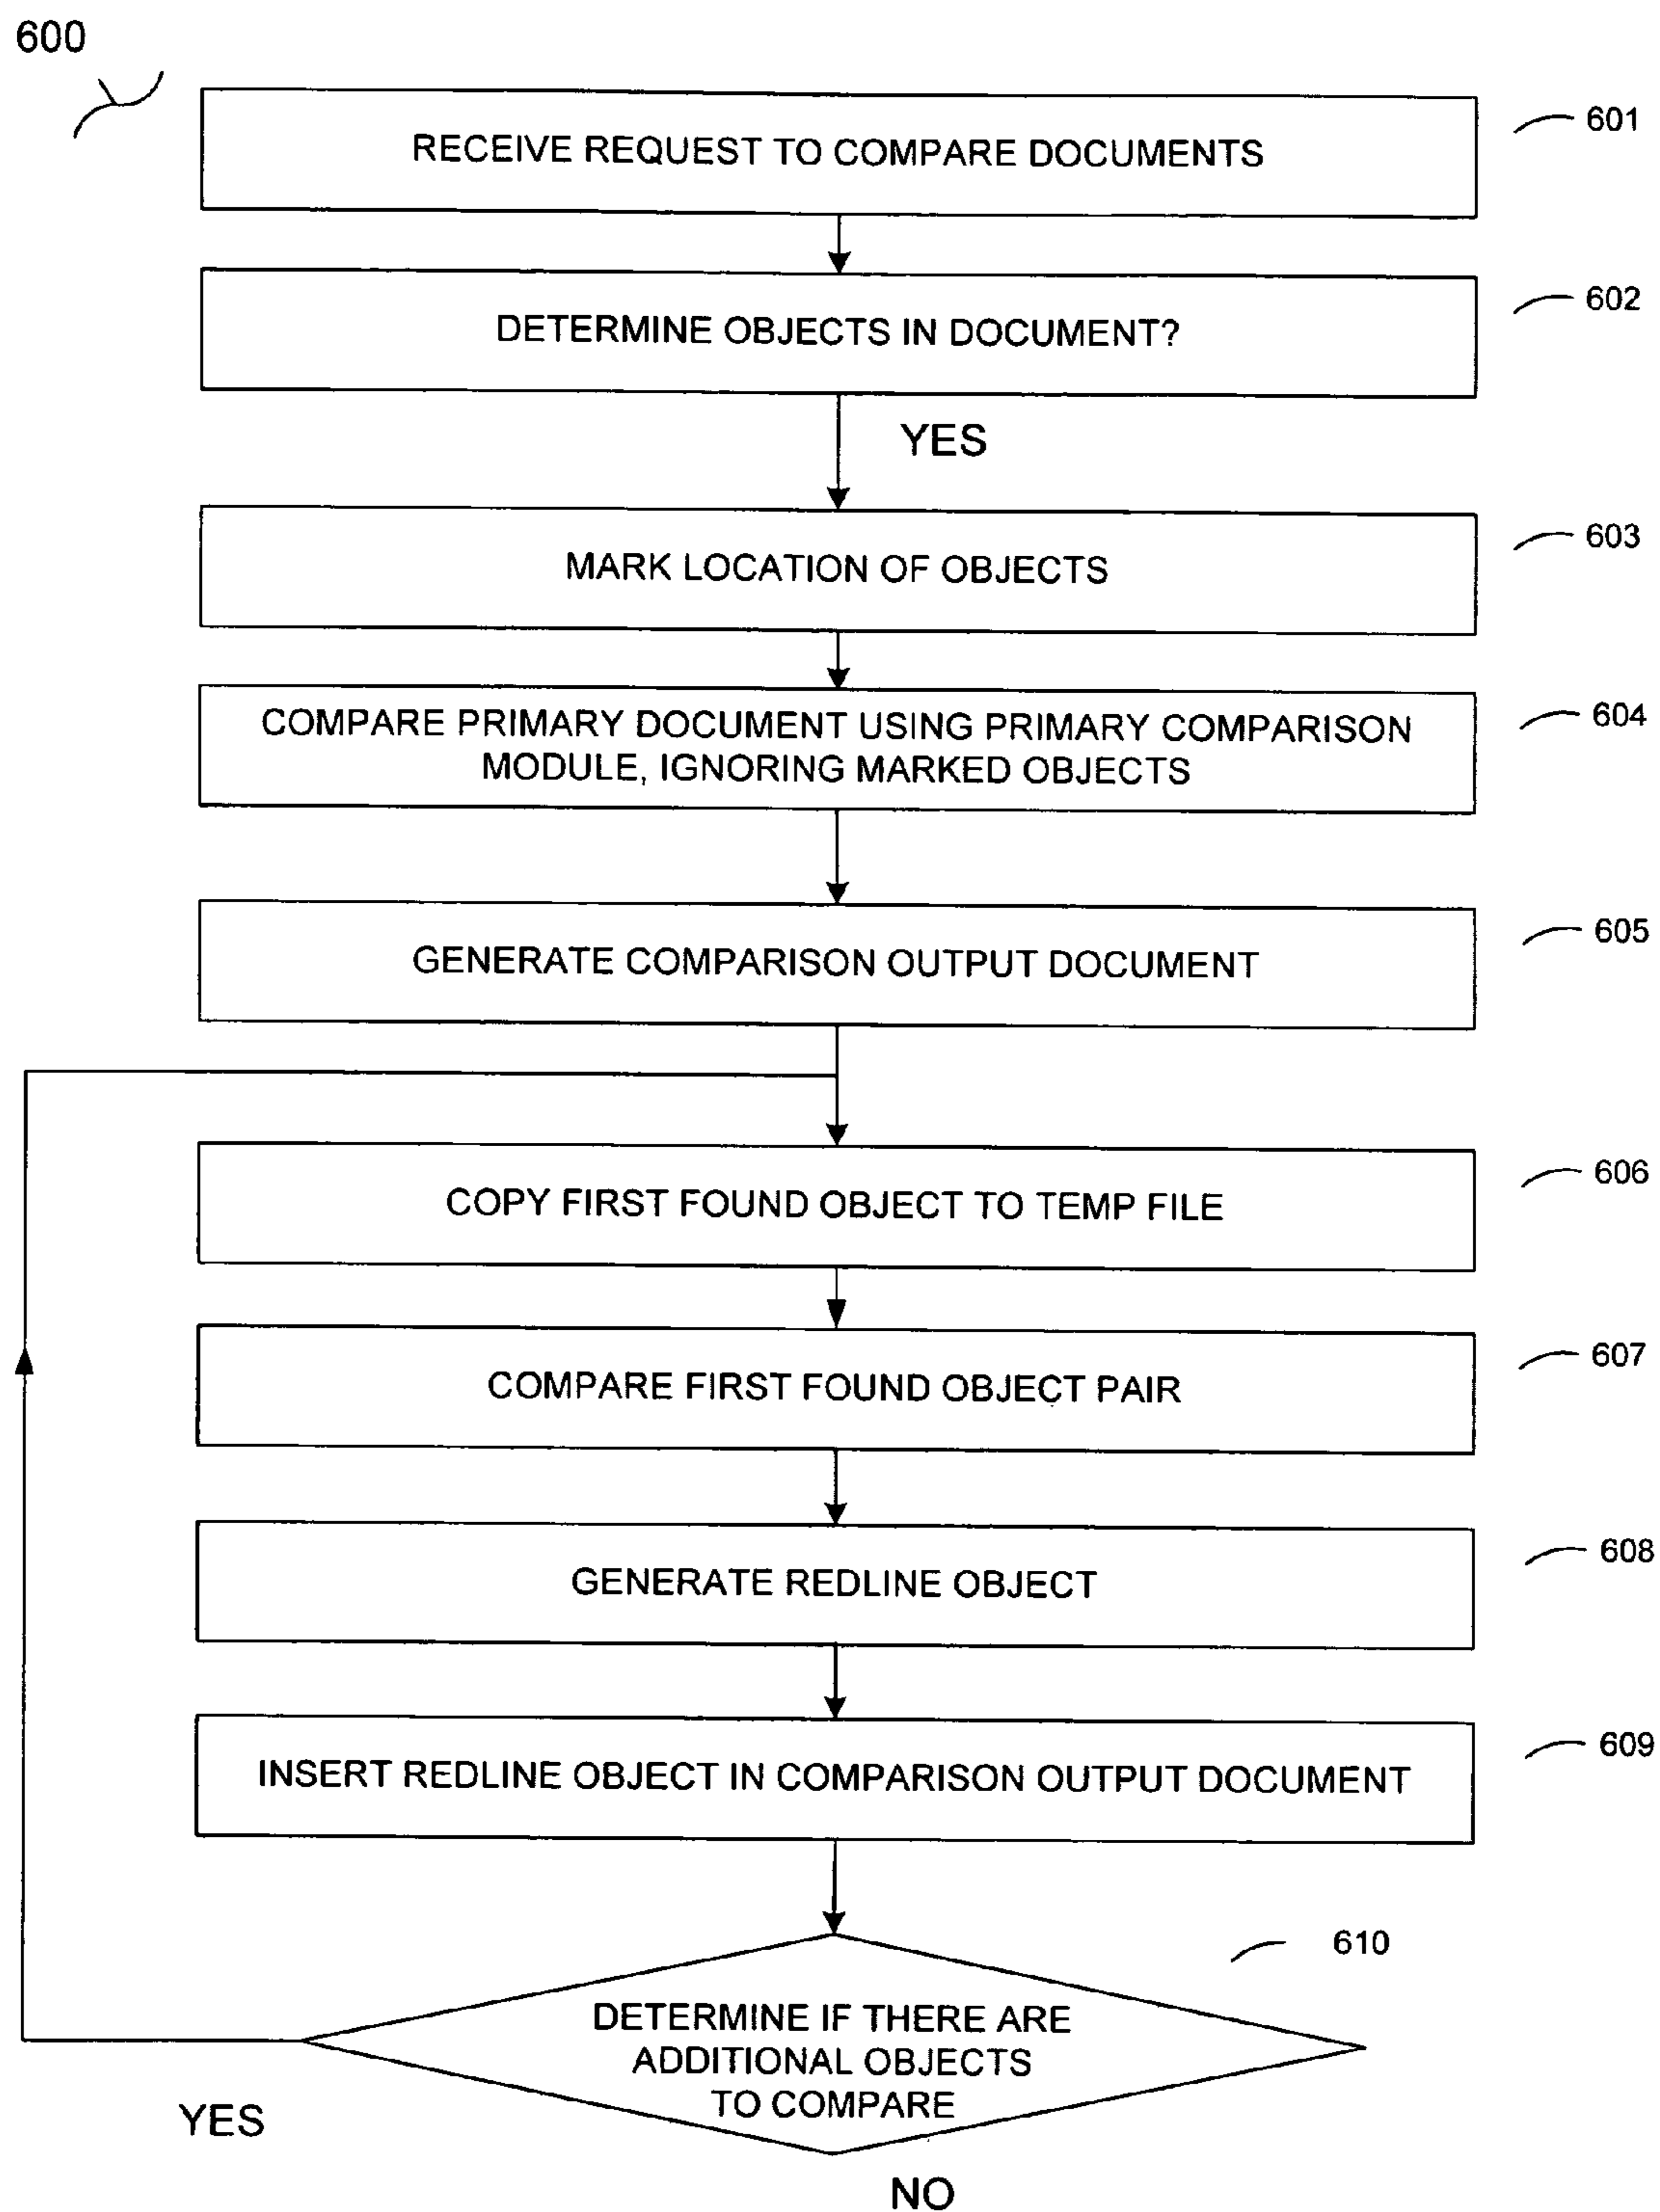 600
RECEIVE REQUEST TO COMPARE DOCUMENTS
601
DETERMINE OBJECTS IN DOCUMENT?
602
YES
MARK LOCATION OF OBJECTS
603
COMPARE PRIMARY DOCUMENT USING PRIMARY COMPARISON
MODULE, IGNORING MARKED OBJECTS
604
GENERATE COMPARISON OUTPUT DOCUMENT
605
COPY FIRST FOUND OBJECT TO TEMP FILE
606
COMPARE FIRST FOUND OBJECT PAIR
607
GENERATE REDLINE OBJECT
608
INSERT REDLINE OBJECT IN COMPARISON OUTPUT DOCUMENT
609
610
DETERMINE IF THERE ARE
ADDITIONAL OBJECTS
TO COMPARE
YES
NO